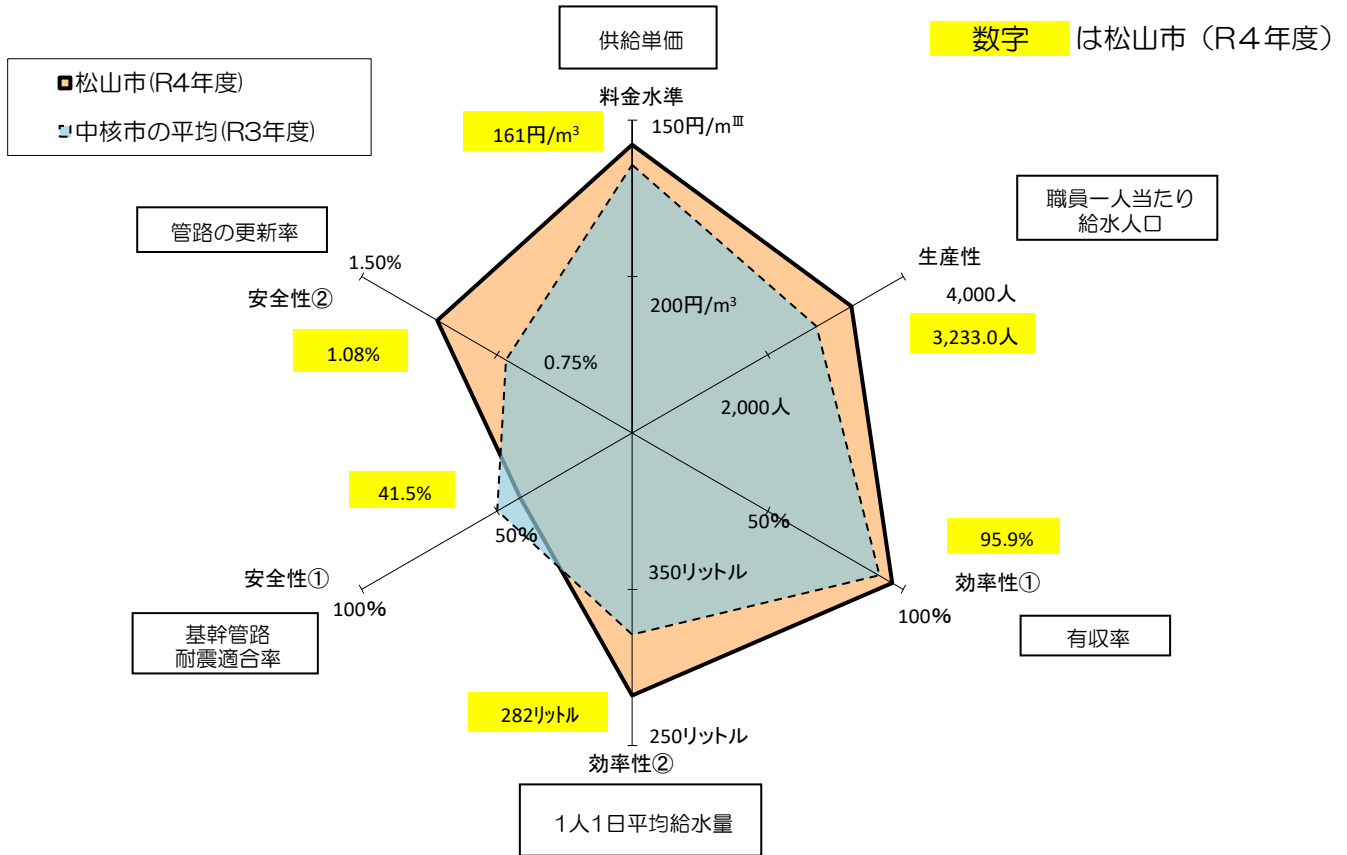 供給単価
数字 は松山市（R４年度）
松山市(R4年度)
中核市の平均(R3年度)
料金水準
161円/m³
150円/mⅢ
職員一人当たり
給水人口
管路の更新率
生産性
1.50%
4,000人
安全性②
200円/m³
3,233.0人
1.08%
0.75%
2,000人
41.5%
50%
50%
95.9%
350リットル
安全性①
効率性①
100%
100%
基幹管路
耐震適合率
有収率
282リットル
250リットル
効率性②
1人1日平均給水量